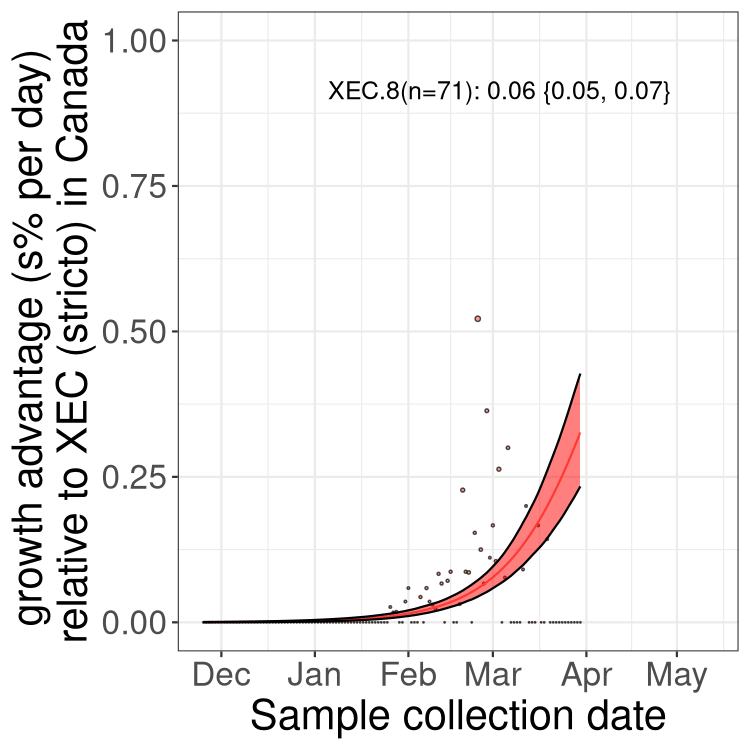 growth advantage (s% per day)
relative to XEC (stricto) in Canada
1.00
0.75
0.50
0.25
0.00
XEC.8(n=71): 0.06 {0.05, 0.07}
Dec Jan Feb Mar Apr May
Sample collection date